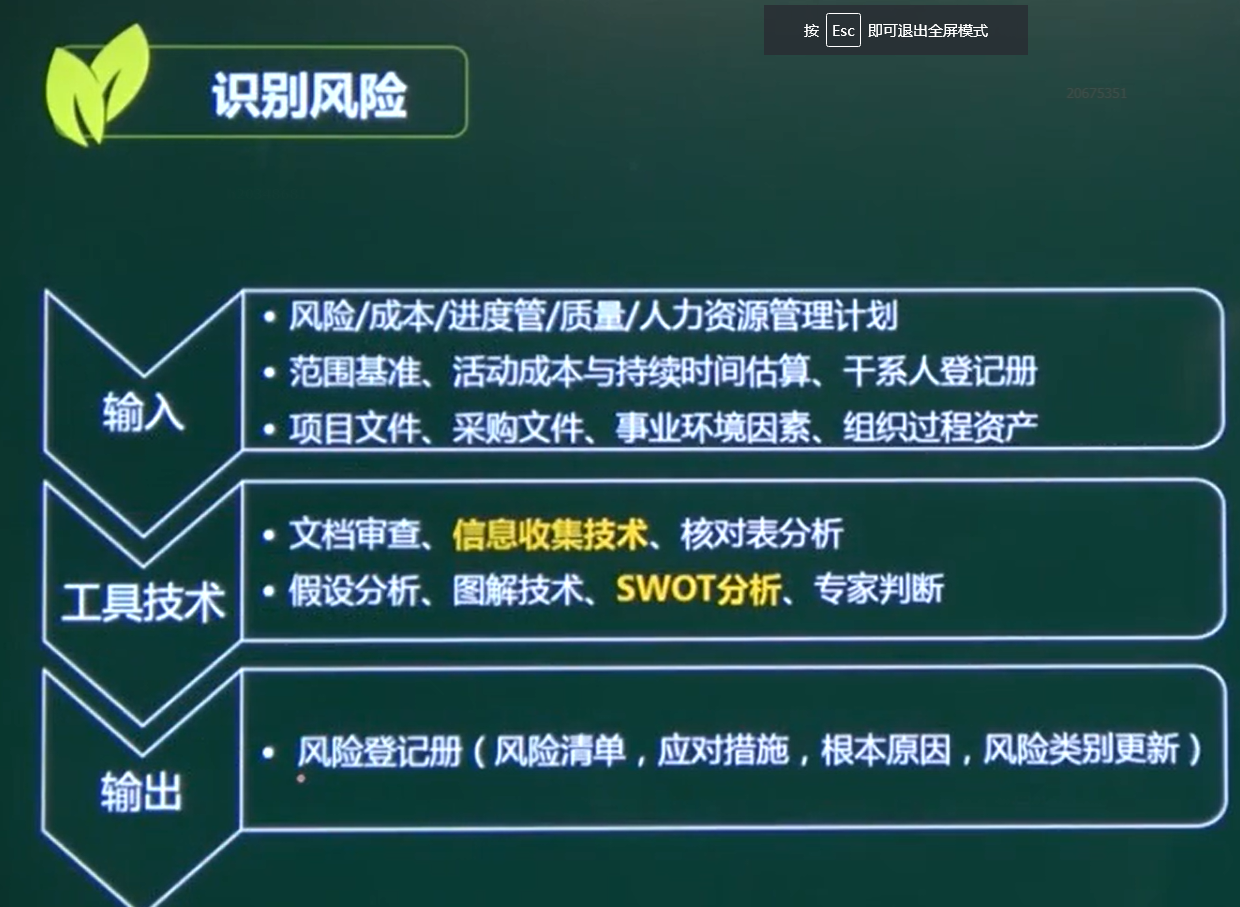 按 Esc 即可退出全屏模式
20675351
识别风险
输入
• 风险/成本/进度管/质量/人力资源管理计划
• 范围基准、活动成本与持续时间估算、干系人登记册
• 项目文件、采购文件、事业环境因素、组织过程资产
工具技术
• 文档审查、信息收集技术、核对表分析
• 假设分析、图解技术、SWOT分析、专家判断
输出
• 风险登记册（风险清单，应对措施，根本原因，风险类别更新）